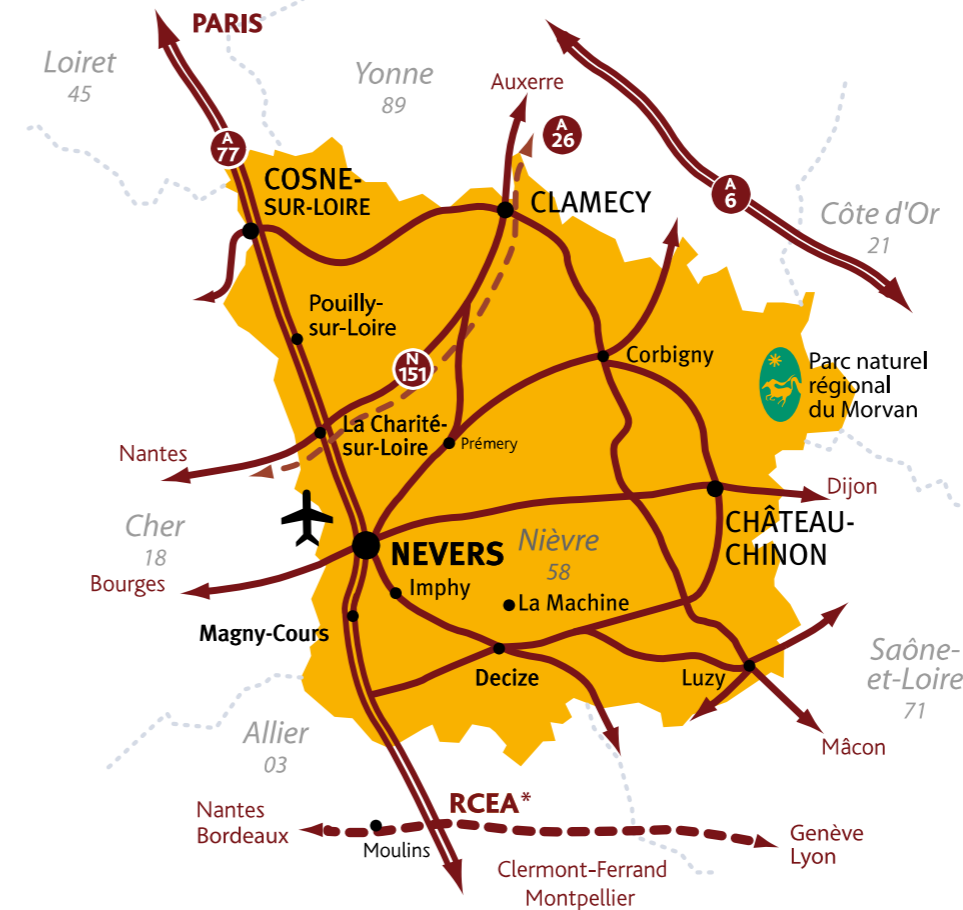 PARIS
Loiret
45
Yonne
89
Auxerre
A
26
A
77
COSNE-
SUR-LOIRE
CLAMECY
A
6
Côte d'Or
21
Pouilly-
sur-Loire
N
151
Corbigny
Parc naturel
régional
du Morvan
La Charité-
sur-Loire
Prémery
Nantes
Dijon
Cher
18
CHÂTEAU-
CHINON
NEVERS
Nièvre
58
Bourges
Imphy
La Machine
Magny-Cours
Decize
Luzy
Saône-
et-Loire
71
Allier
03
Mâcon
RCEA*
Nantes
Bordeaux
Moulins
Genève
Lyon
Clermont-Ferrand
Montpellier